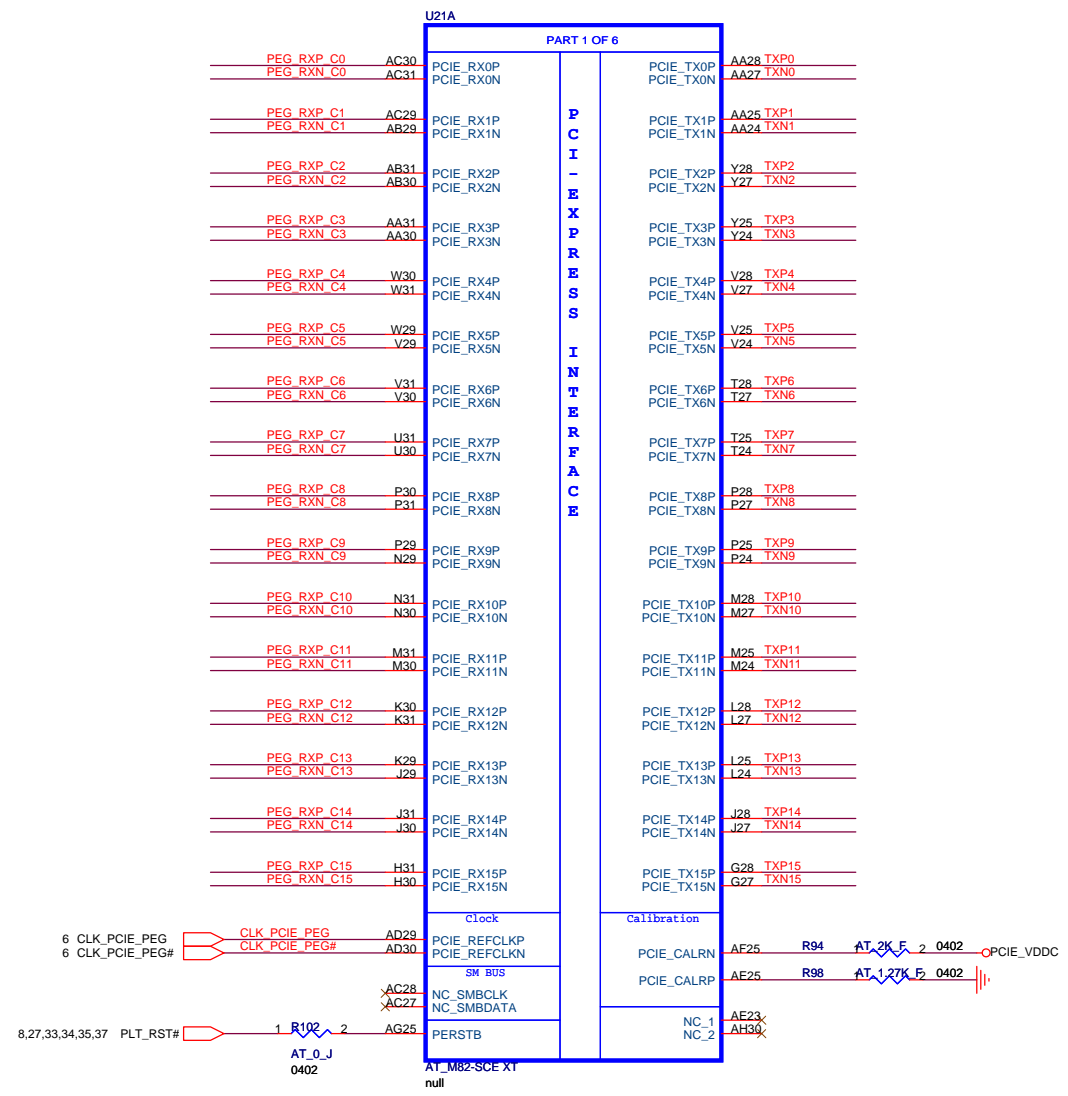 U21A
PART 1 OF 6
PEG_RXP_C0 AC30 PCIE_RX0P PCIE_TX0P AA28 TXP0
PEG_RXN_C0 AC31 PCIE_RX0N PCIE_TX0N AA27 TXN0
PEG_RXP_C1 AC29 PCIE_RX1P PCIE_TX1P AA25 TXP1
PEG_RXN_C1 AB29 PCIE_RX1N PCIE_TX1N AA24 TXN1
PEG_RXP_C2 AB31 PCIE_RX2P PCIE_TX2P Y28 TXP2
PEG_RXN_C2 AB30 PCIE_RX2N PCIE_TX2N Y27 TXN2
PEG_RXP_C3 AA31 PCIE_RX3P PCIE_TX3P Y25 TXP3
PEG_RXN_C3 AA30 PCIE_RX3N PCIE_TX3N Y24 TXN3
PEG_RXP_C4 W30 PCIE_RX4P PCIE_TX4P V28 TXP4
PEG_RXN_C4 W31 PCIE_RX4N PCIE_TX4N V27 TXN4
PEG_RXP_C5 W29 PCIE_RX5P PCIE_TX5P V25 TXP5
PEG_RXN_C5 V29 PCIE_RX5N PCIE_TX5N V24 TXN5
PEG_RXP_C6 V31 PCIE_RX6P PCIE_TX6P T28 TXP6
PEG_RXN_C6 V30 PCIE_RX6N PCIE_TX6N T27 TXN6
PEG_RXP_C7 U31 PCIE_RX7P PCIE_TX7P T25 TXP7
PEG_RXN_C7 U30 PCIE_RX7N PCIE_TX7N T24 TXN7
PEG_RXP_C8 P30 PCIE_RX8P PCIE_TX8P P28 TXP8
PEG_RXN_C8 P31 PCIE_RX8N PCIE_TX8N P27 TXN8
PEG_RXP_C9 P29 PCIE_RX9P PCIE_TX9P P25 TXP9
PEG_RXN_C9 N29 PCIE_RX9N PCIE_TX9N P24 TXN9
PEG_RXP_C10 N31 PCIE_RX10P PCIE_TX10P M28 TXP10
PEG_RXN_C10 N30 PCIE_RX10N PCIE_TX10N M27 TXN10
PEG_RXP_C11 M31 PCIE_RX11P PCIE_TX11P M25 TXP11
PEG_RXN_C11 M30 PCIE_RX11N PCIE_TX11N M24 TXN11
PEG_RXP_C12 K30 PCIE_RX12P PCIE_TX12P L28 TXP12
PEG_RXN_C12 K31 PCIE_RX12N PCIE_TX12N L27 TXN12
PEG_RXP_C13 K29 PCIE_RX13P PCIE_TX13P L25 TXP13
PEG_RXN_C13 J29 PCIE_RX13N PCIE_TX13N L24 TXN13
PEG_RXP_C14 J31 PCIE_RX14P PCIE_TX14P J28 TXP14
PEG_RXN_C14 J30 PCIE_RX14N PCIE_TX14N J27 TXN14
PEG_RXP_C15 H31 PCIE_RX15P PCIE_TX15P G28 TXP15
PEG_RXN_C15 H30 PCIE_RX15N PCIE_TX15N G27 TXN15
PCI-EXPRESS INTERFACE
Clock Calibration
6 CLK_PCIE_PEG CLK_PCIE_PEG AD29 PCIE_REFCLKP
6 CLK_PCIE_PEG# CLK_PCIE_PEG# AD30 PCIE_REFCLKN
PCIE_CALRN AF25 R94 1 AT_2K_F 2 0402 PCIE_VDDC
SM BUS
PCIE_CALRP AE25 R98 1 AT_1.27K_F 2 0402
AC28 NC_SMBCLK
AC27 NC_SMBDATA
NC_1 AE23
NC_2 AH30
8,27,33,34,35,37 PLT_RST# 1 R102 2 AG25 PERSTB
AT_0_J
0402
AT_M82-SCE XT
null